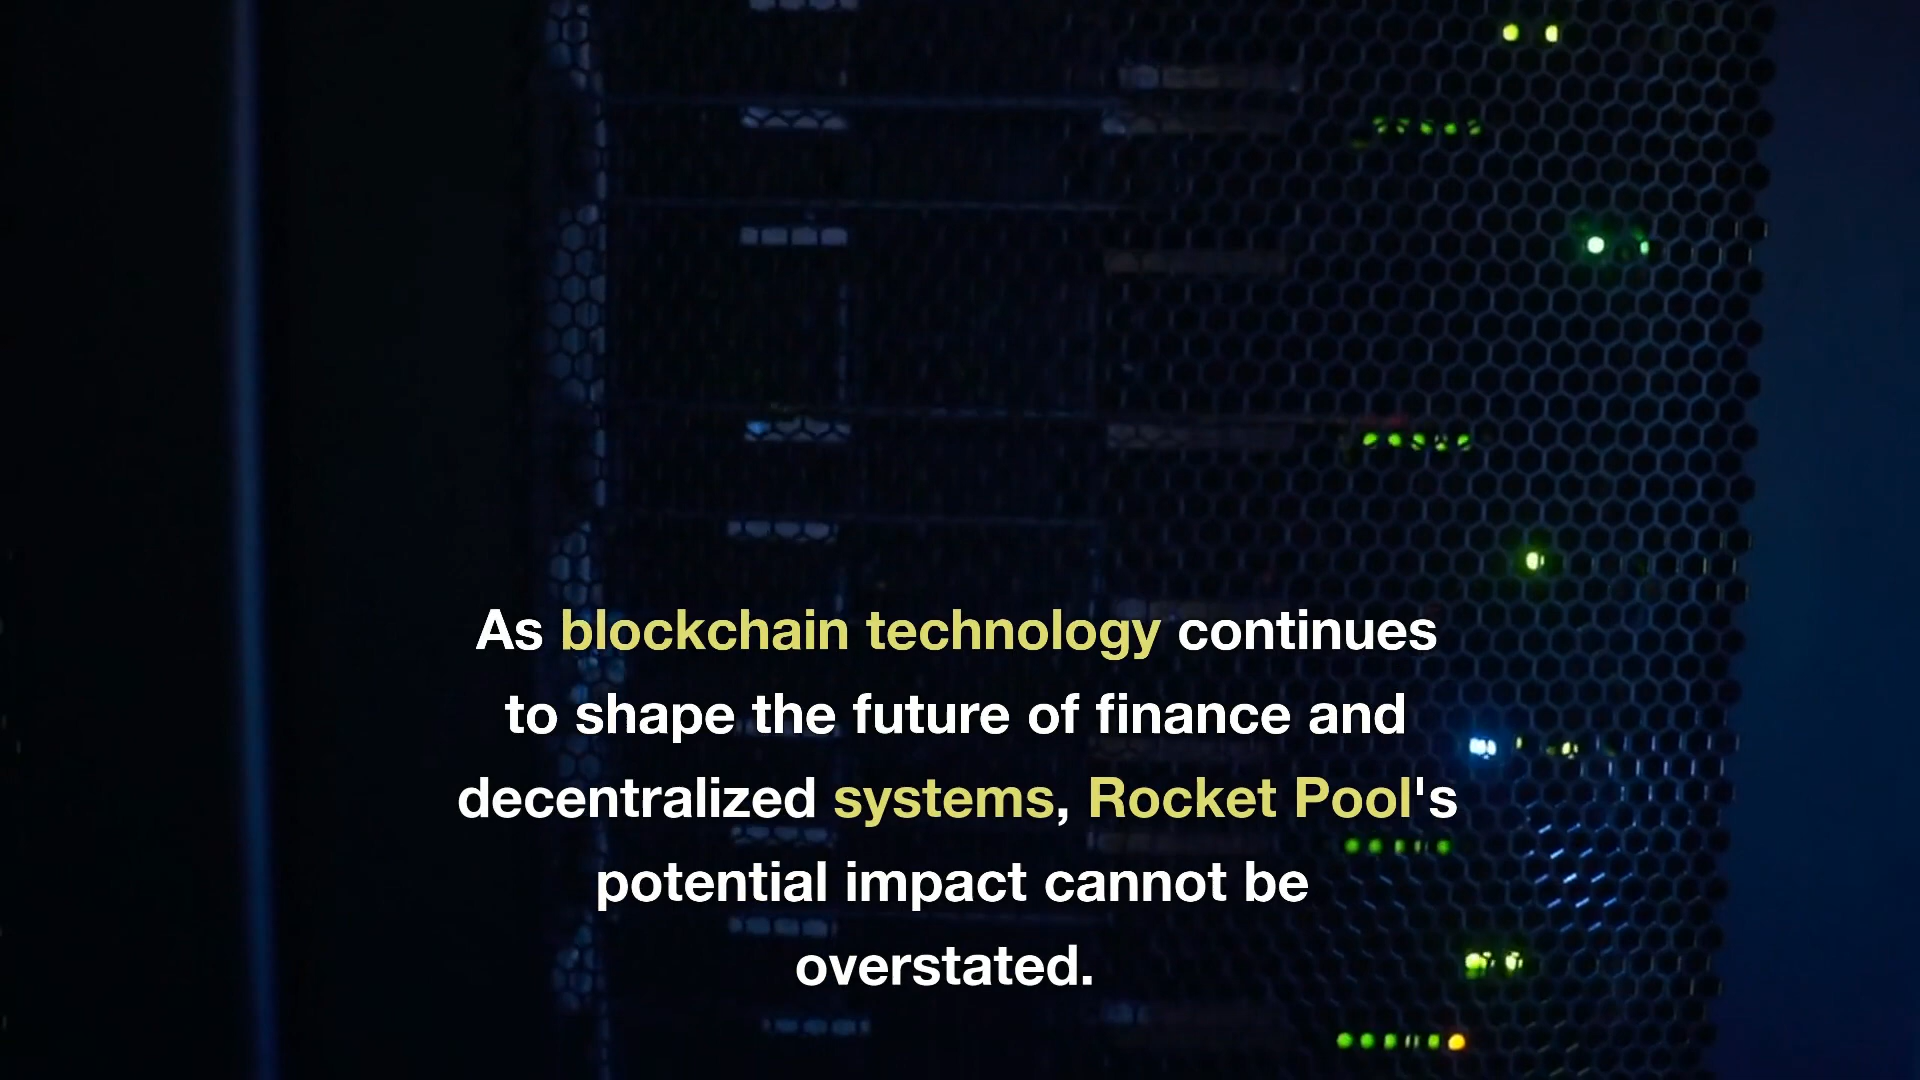 As blockchain technology continues
to shape the future of finance and
decentralized systems, Rocket Pool's
potential impact cannot be
overstated.